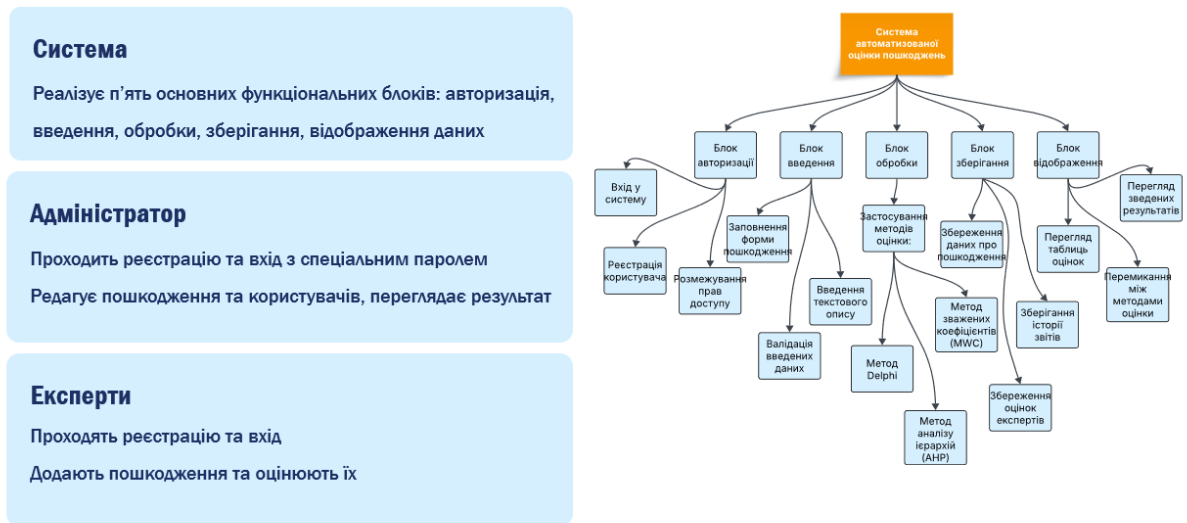 Система
Реалізує п’ять основних функціональних блоків: авторизація,
введення, обробки, зберігання, відображення даних
Адміністратор
Проходить реєстрацію та вхід з спеціальним паролем
Редагує пошкодження та користувачів, переглядає результат
Експерти
Проходять реєстрацію та вхід
Додають пошкодження та оцінюють їх
Система
автоматизованої
оцінки пошкоджень
Блок
авторизації
Блок
введення
Блок
обробки
Блок
зберігання
Блок
відображення
Вхід у
систему
Реєстрація
користувача
Розмежування
прав
доступу
Заповнення
форми
пошкодження
Валідація
введених
даних
Введення
текстового
опису
Застосування
методів
оцінки:
Метод
Delphi
Метод
аналізу
ієрархій
(AHP)
Метод
зважених
коефіцієнтів
(MWC)
Збереження
даних про
пошкодження
Збереження
оцінок
експертів
Зберігання
історії
звітів
Перегляд
таблиць
оцінок
Перемикання
між
методами
оцінки
Перегляд
зведених
результатів